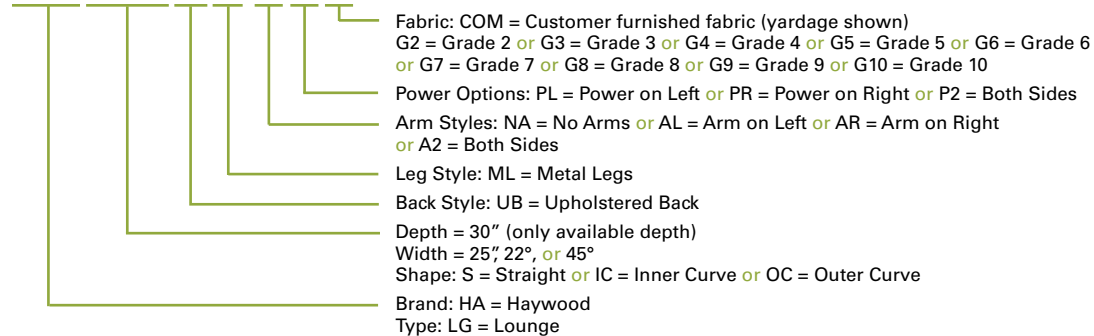 Fabric: COM = Customer furnished fabric (yardage shown)
G2 = Grade 2 or G3 = Grade 3 or G4 = Grade 4 or G5 = Grade 5 or G6 = Grade 6
or G7 = Grade 7 or G8 = Grade 8 or G9 = Grade 9 or G10 = Grade 10
Power Options: PL = Power on Left or PR = Power on Right or P2 = Both Sides
Arm Styles: NA = No Arms or AL = Arm on Left or AR = Arm on Right
or A2 = Both Sides
Leg Style: ML = Metal Legs
Back Style: UB = Upholstered Back
Depth = 30” (only available depth)
Width = 25”, 22°, or 45°
Shape: S = Straight or IC = Inner Curve or OC = Outer Curve
Brand: HA = Haywood
Type: LG = Lounge